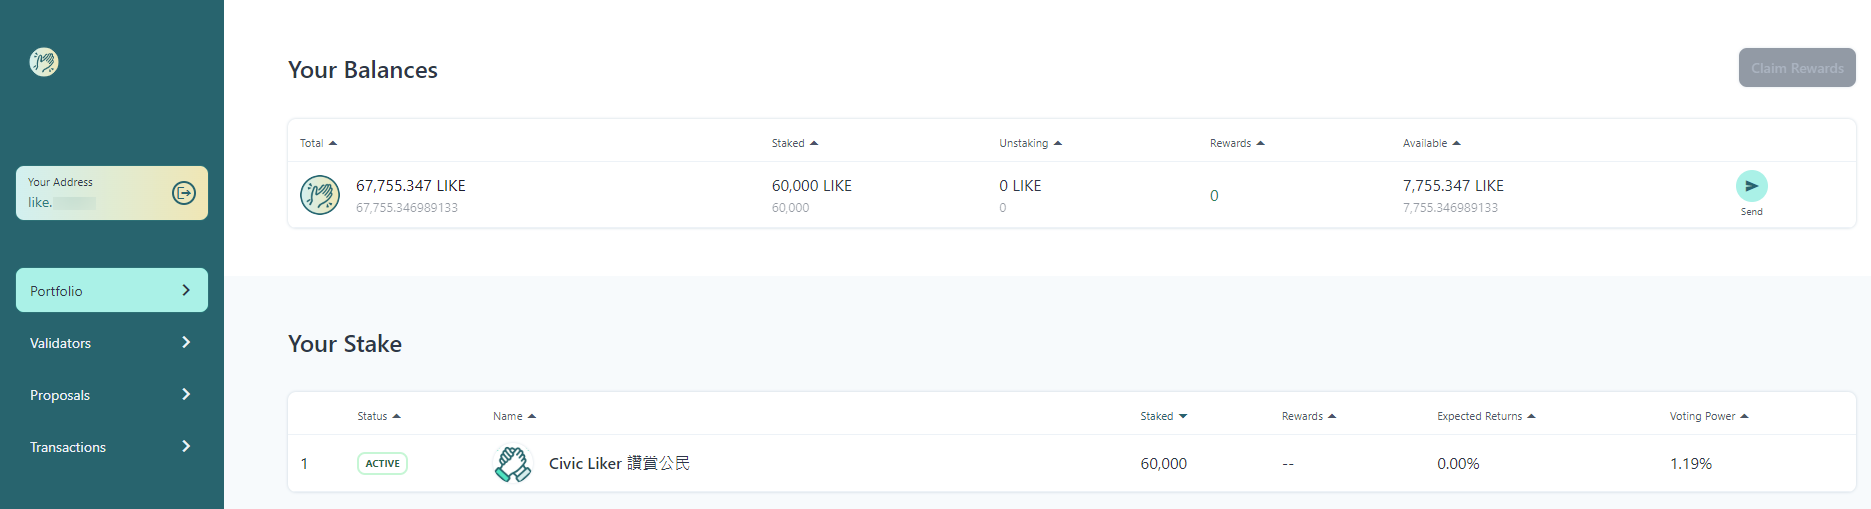 Your Balances
Claim Rewards
Total Staked Unstaking Rewards Available
67,755.347 LIKE 60,000 LIKE 0 LIKE 0 7,755.347 LIKE
67,755.346989133 60,000 0 7,755.346989133
Send
Your Address
like.
Portfolio
Validators
Proposals
Transactions
Your Stake
Status Name Staked Rewards Expected Returns Voting Power
1 ACTIVE Civic Liker 讚賞公民 60,000 -- 0.00% 1.19%